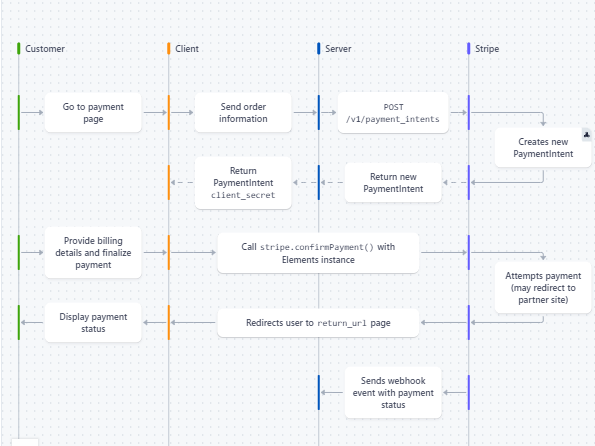 Customer
Client
Server
Stripe
Go to payment
page
Send order
information
POST
/v1/payment_intents
Creates new
PaymentIntent
Return
PaymentIntent
client_secret
Return new
PaymentIntent
Provide billing
details and finalize
payment
Call stripe.confirmPayment() with
Elements instance
Attempts payment
(may redirect to
partner site)
Display payment
status
Redirects user to return_url page
Sends webhook
event with payment
status